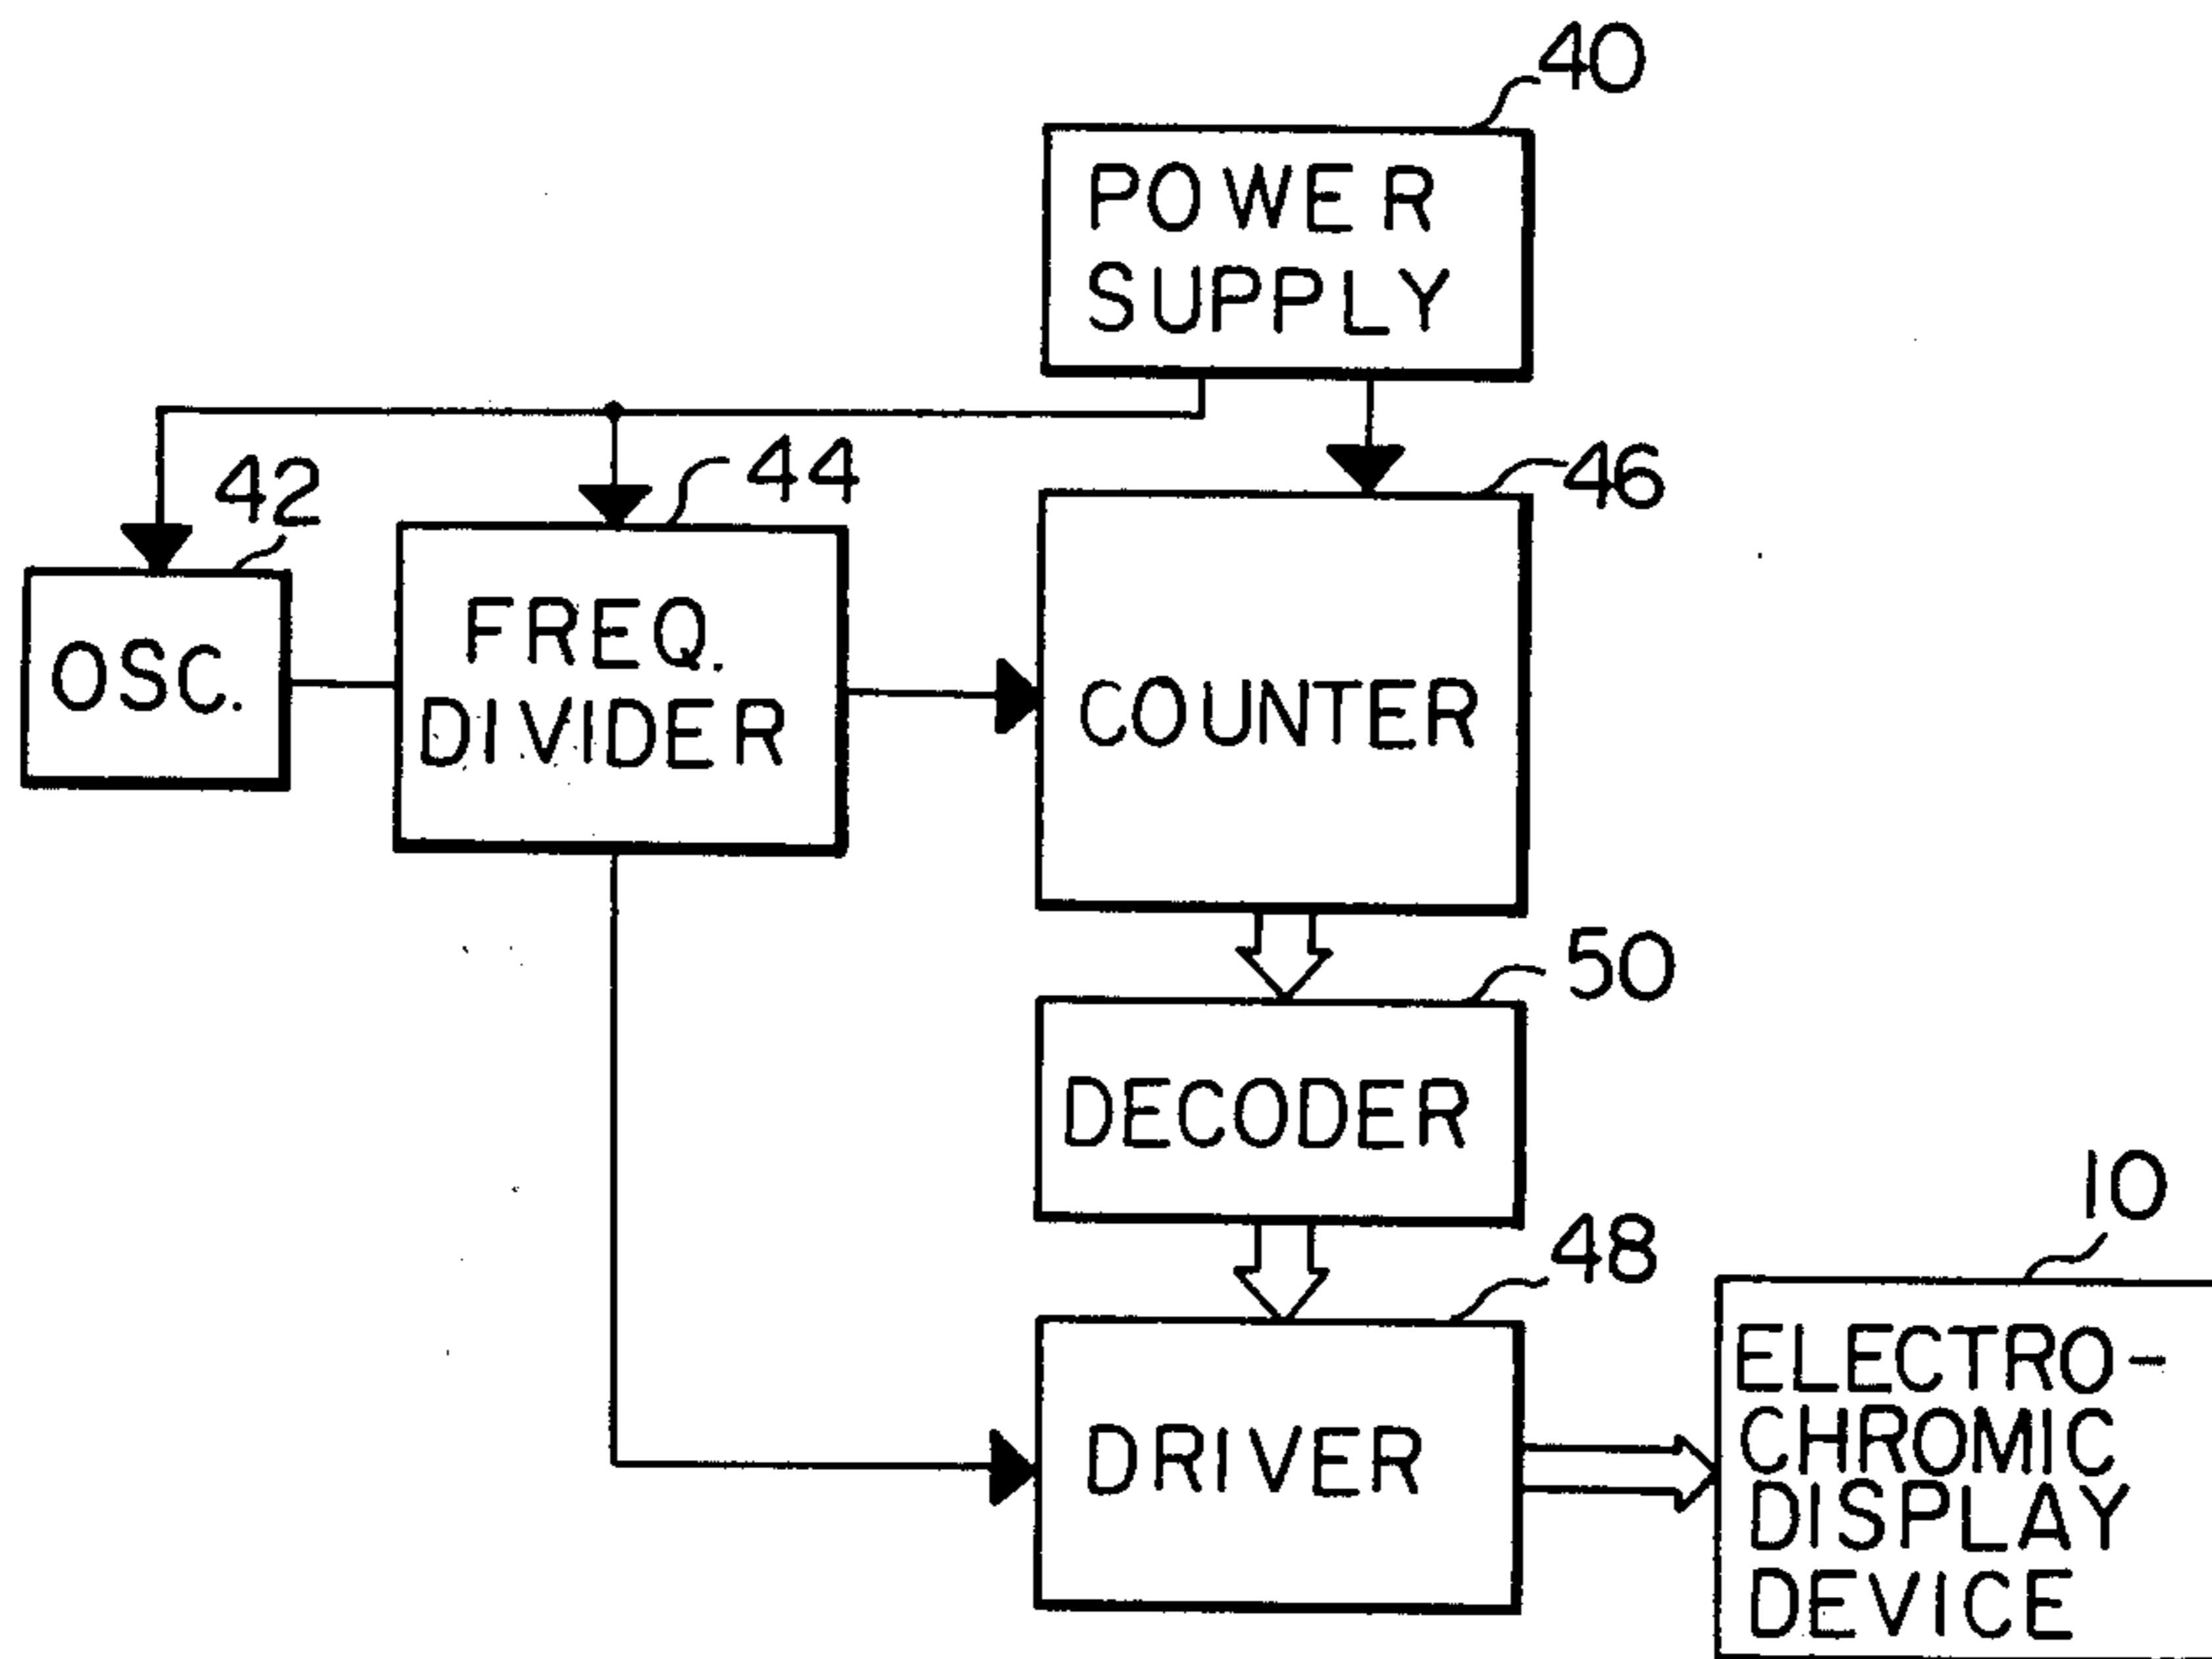 40
POWER
SUPPLY
42
44
46
OSC.
FREQ.
DIVIDER
COUNTER
50
DECODER
10
48
ELECTRO-
CHROMIC
DISPLAY
DEVICE
DRIVER